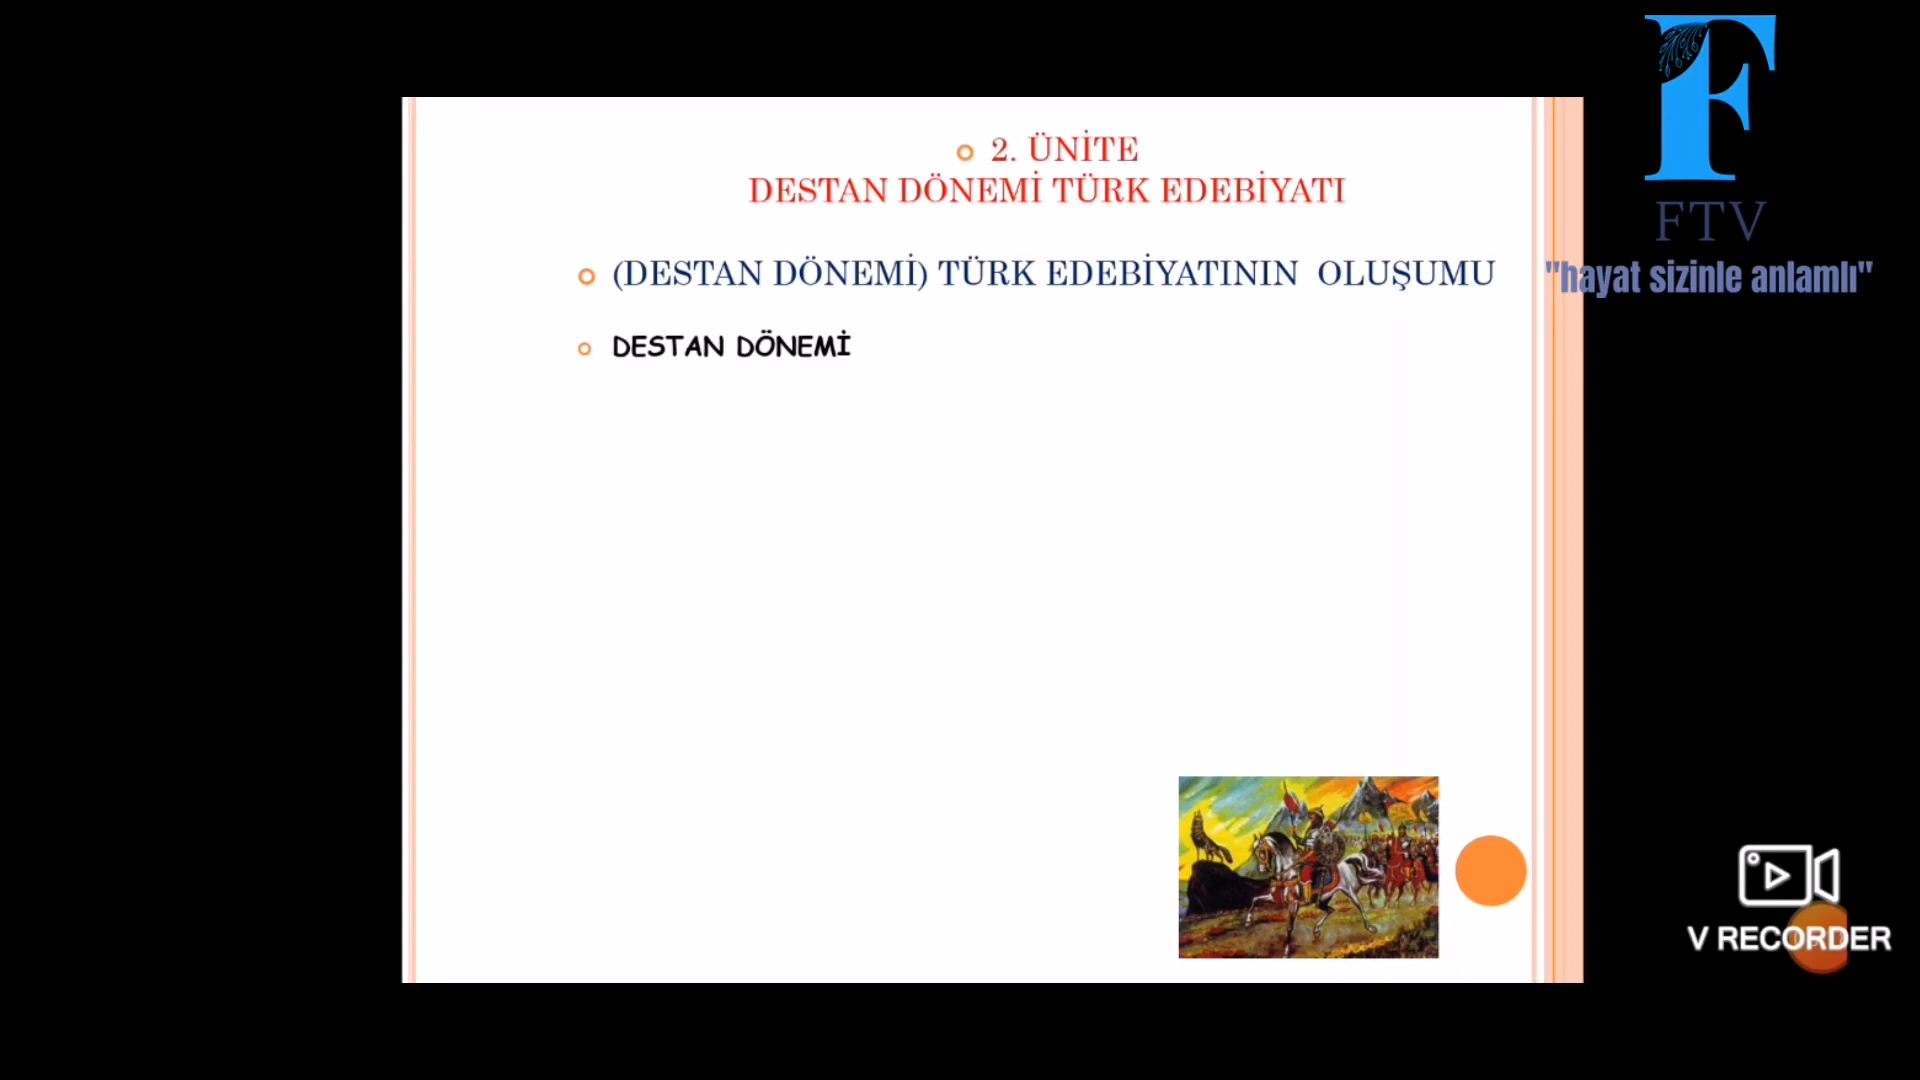 2. ÜNİTE
DESTAN DÖNEMİ TÜRK EDEBİYATI
(DESTAN DÖNEMİ) TÜRK EDEBİYATININ OLUŞUMU
DESTAN DÖNEMİ
F
FTV
"hayat sizinle anlamlı"
V RECORDER